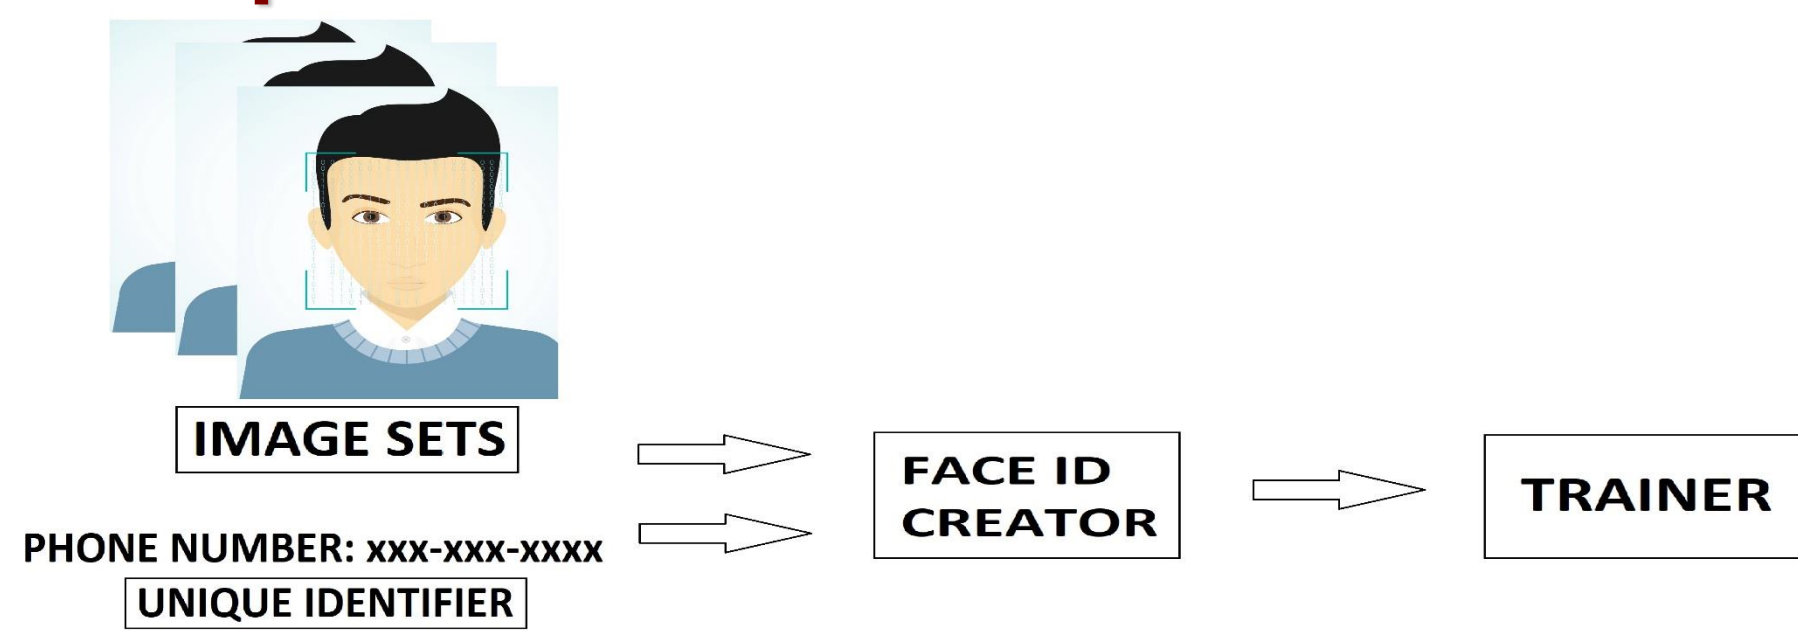 IMAGE SETS
PHONE NUMBER: xxx-xxx-xxxx
UNIQUE IDENTIFIER
FACE ID
CREATOR
TRAINER